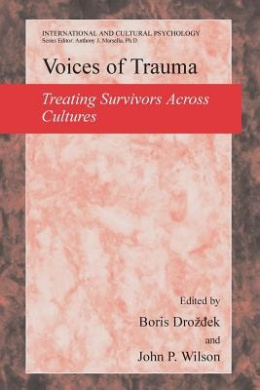 INTERNATIONAL AND CULTURAL PSYCHOLOGY
Series Editor: Anthony J. Marsella, Ph.D.
Voices of Trauma
Treating Survivors Across
Cultures
Edited by
Boris Drožđek
and
John P. Wilson